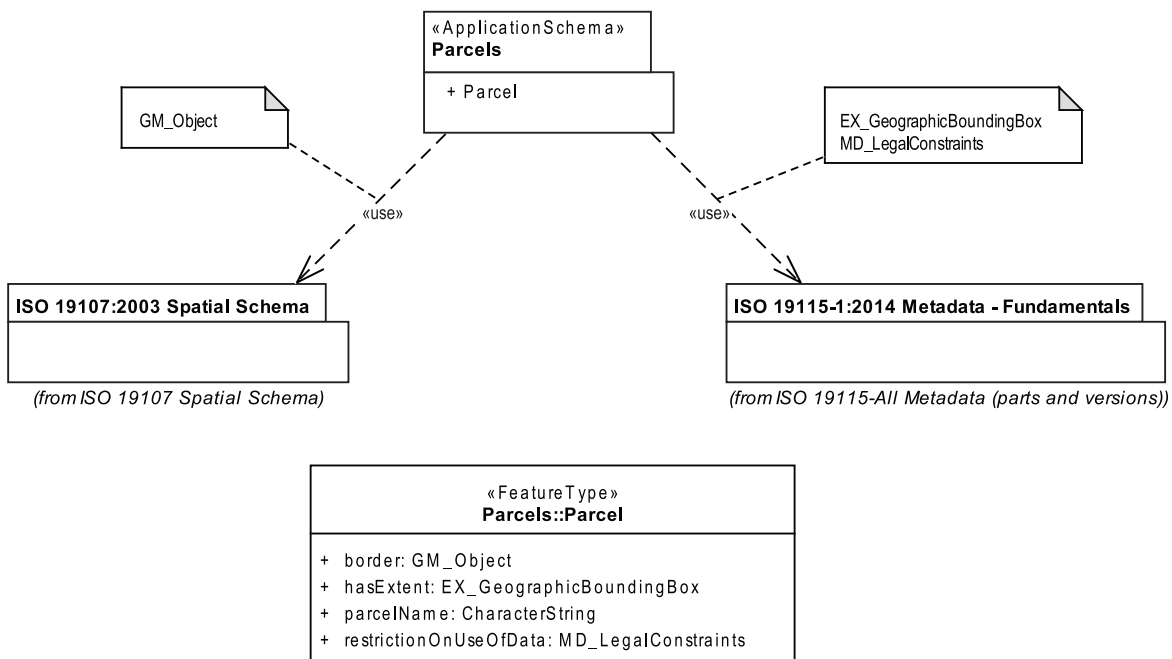 «ApplicationSchema»
Parcels
+ Parcel
GM_Object
EX_GeographicBoundingBox
MD_LegalConstraints
«use»
«use»
ISO 19107:2003 Spatial Schema
(from ISO 19107 Spatial Schema)
ISO 19115-1:2014 Metadata - Fundamentals
(from ISO 19115-All Metadata (parts and versions))
«FeatureType»
Parcels::Parcel
+ border: GM_Object
+ hasExtent: EX_GeographicBoundingBox
+ parcelName: CharacterString
+ restrictionOnUseOfData: MD_LegalConstraints